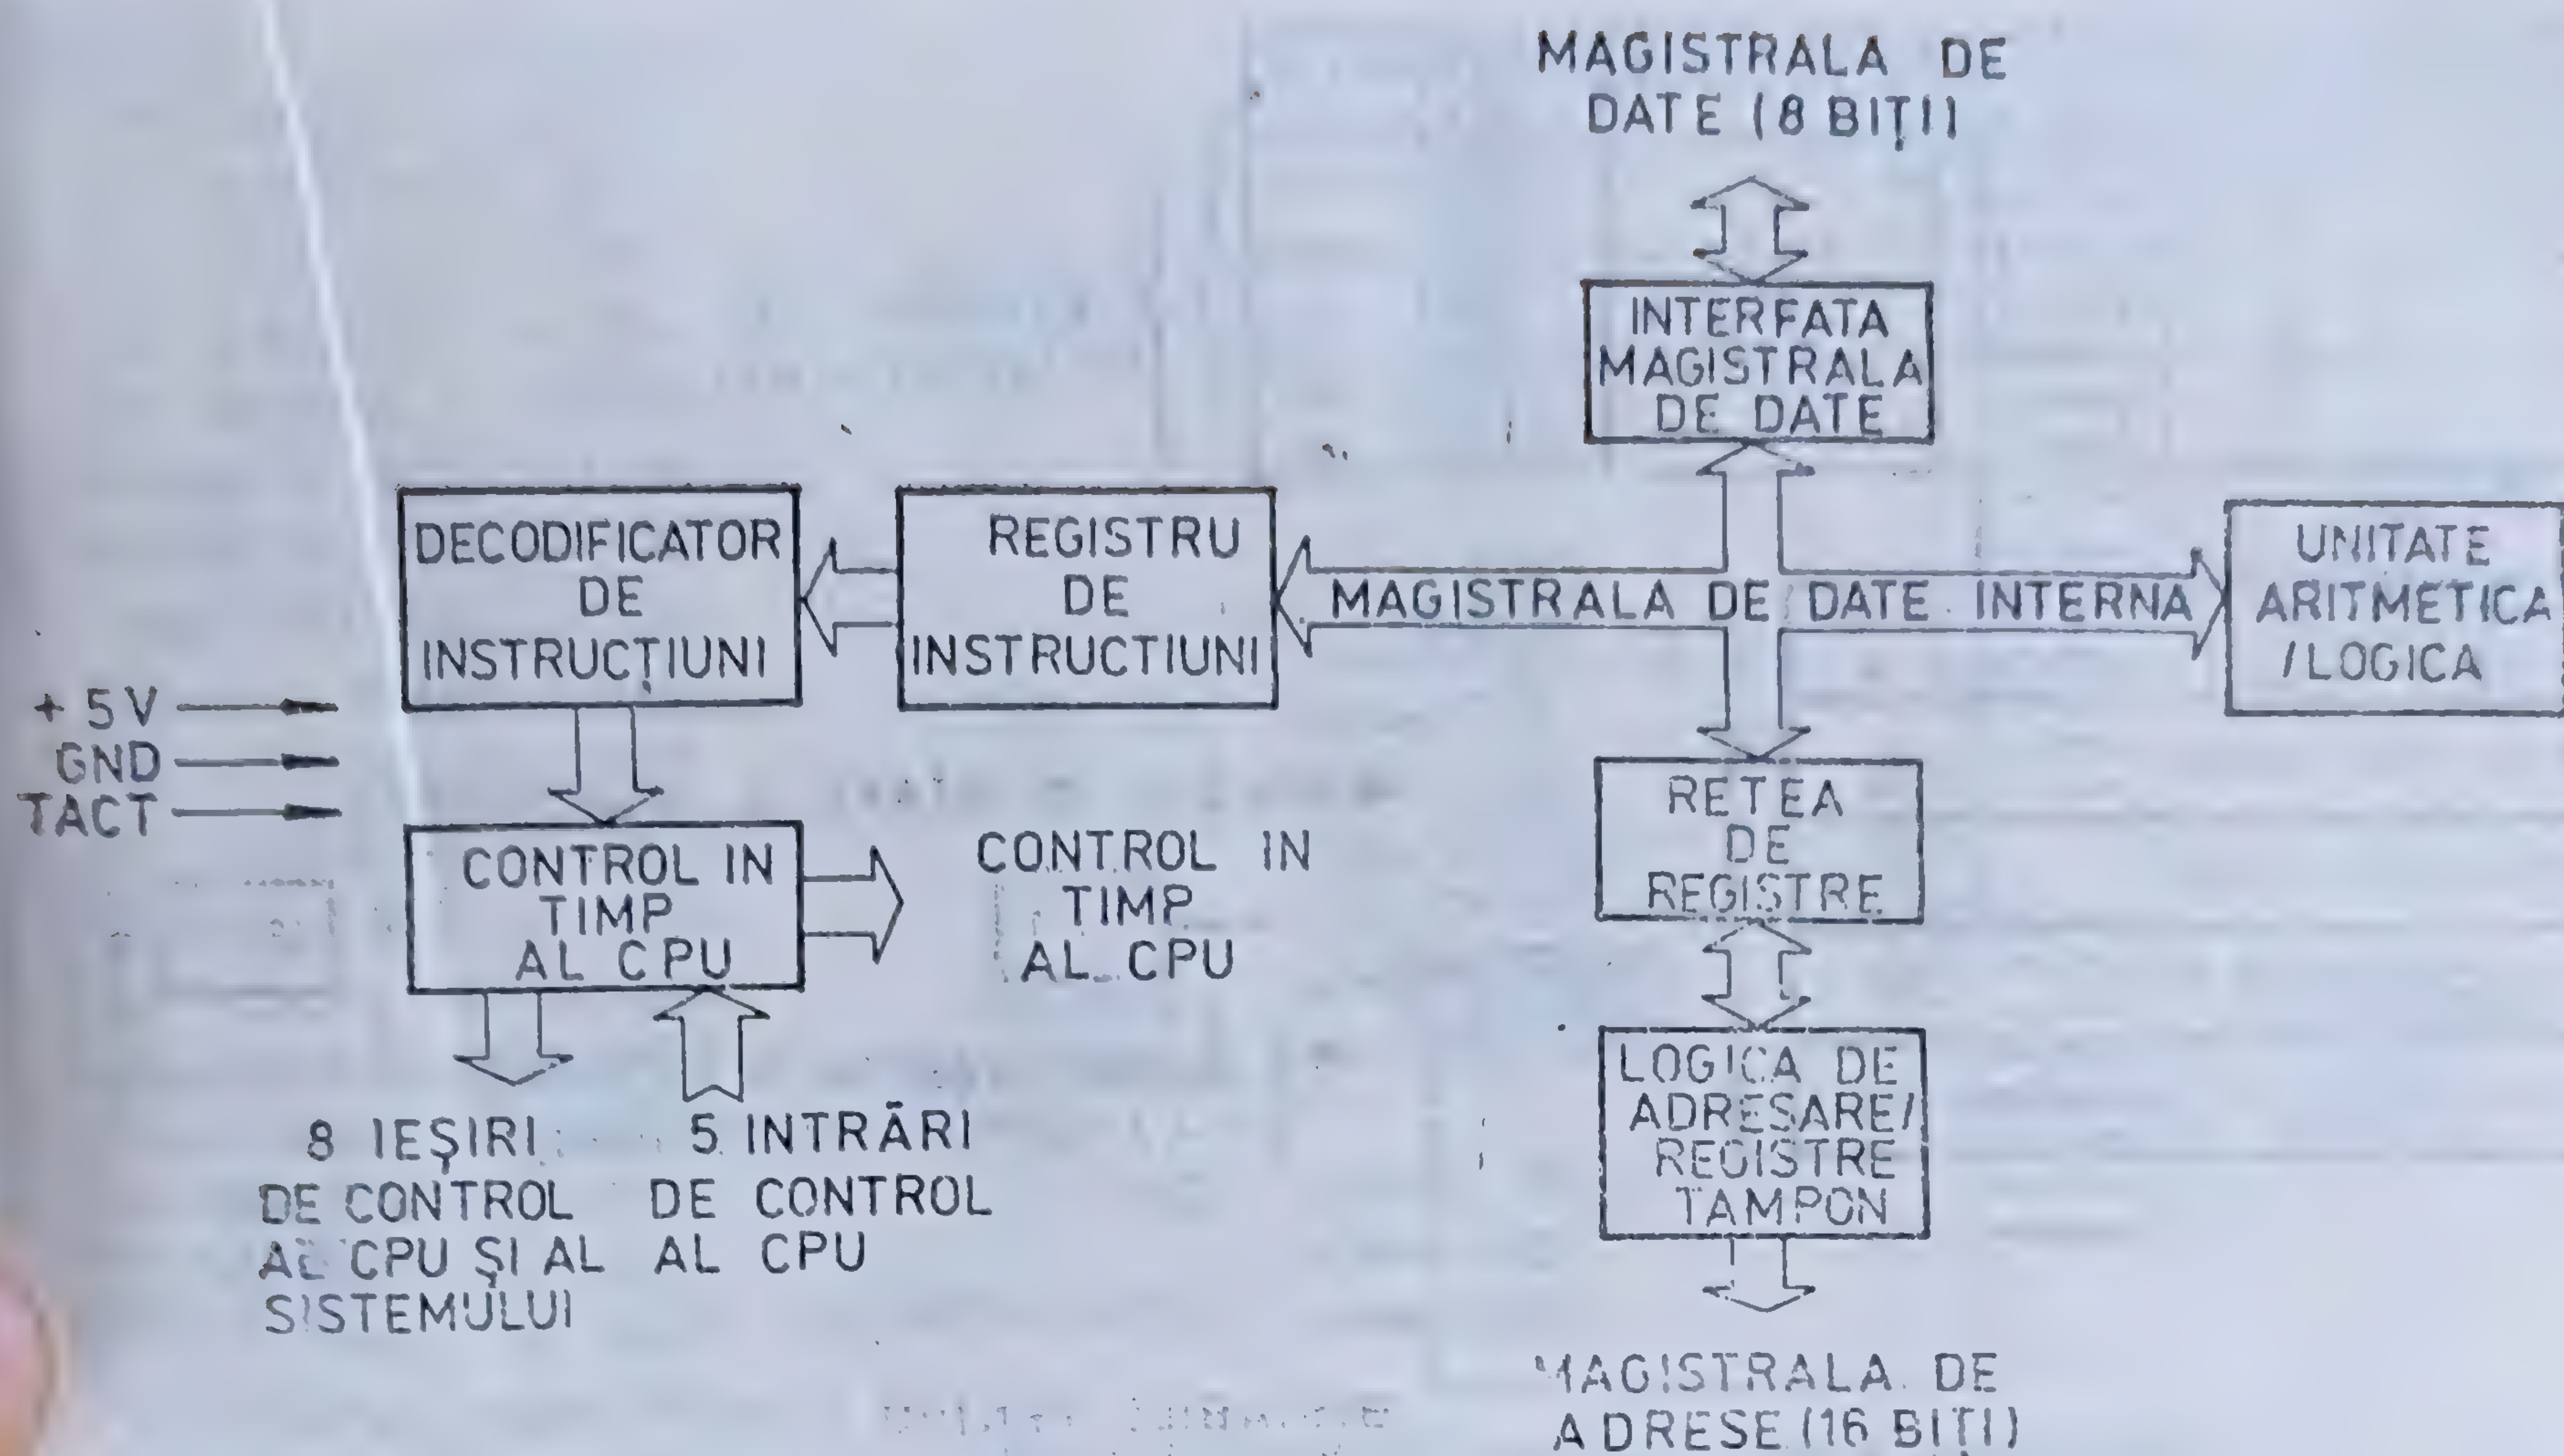 MAGISTRALA DE
DATE (8 BIȚI)
INTERFATA
MAGISTRALA
DE DATE
DECODIFICATOR
DE
INSTRUCȚIUNI
REGISTRU
DE
INSTRUCTIUNI
MAGISTRALA DE DATE INTERNA
UNITATE
ARITMETICA
/LOGICA
+5V
GND
TACT
CONTROL IN
TIMP
AL CPU
CONTROL IN
TIMP
AL CPU
RETEA
DE
REGISTRE
LOGICA DE
ADRESARE/
REGISTRE
TAMPON
8 IEȘIRI
DE CONTROL
AL CPU ȘI AL
SISTEMULUI
5 INTRĂRI
DE CONTROL
AL CPU
MAGISTRALA DE
ADRESE (16 BIȚI)